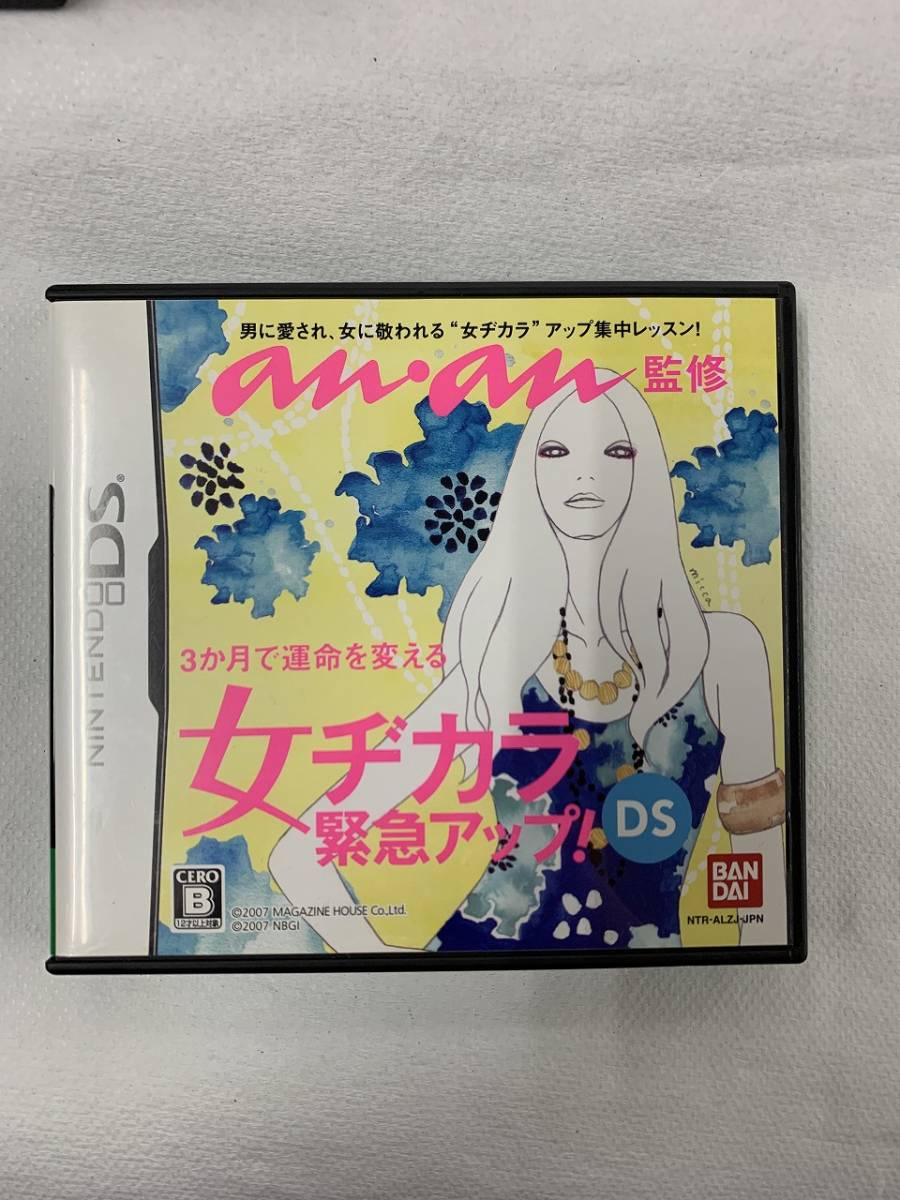 男に愛され、女に敬われる“女ヂカラ”アップ集中レッスン!
an・an 監修
micca
3か月で運命を変える
女ヂカラ
緊急アップ!
DS
NINTENDO DS®
CERO
B
12才以上対象
©2007 MAGAZINE HOUSE Co.,Ltd.
©2007 NBGI
BAN
DAI
NTR-ALZJ-JPN